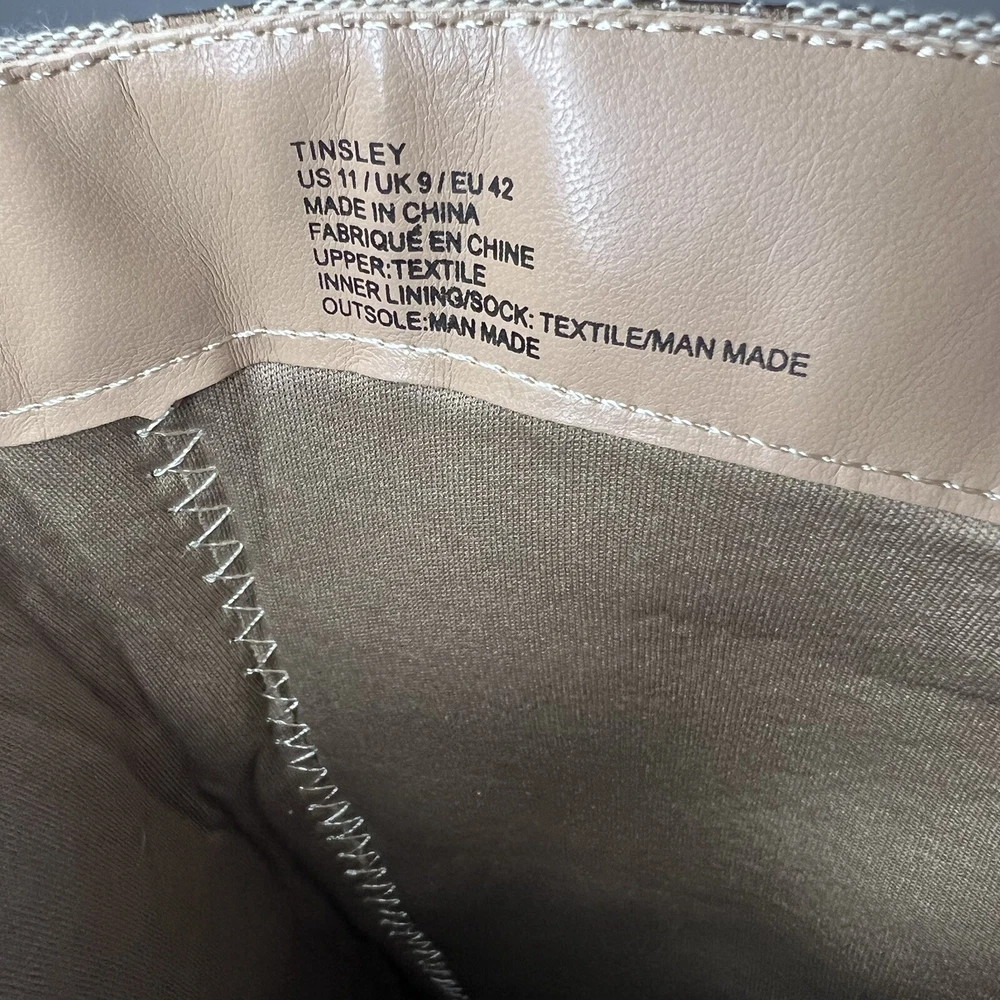 TINSLEY
US 11 / UK 9 / EU 42
MADE IN CHINA
FABRIQUÉ EN CHINE
UPPER:TEXTILE
INNER LINING/SOCK: TEXTILE/MAN MADE
OUTSOLE:MAN MADE